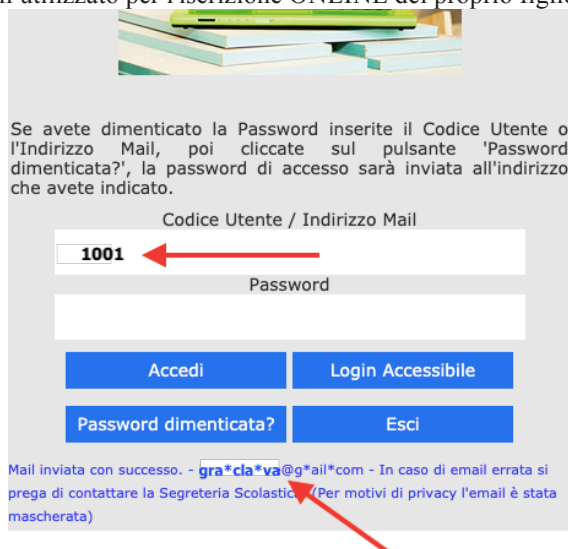 Se avete dimenticato la Password inserite il Codice Utente o
l'Indirizzo Mail, poi cliccate sul pulsante 'Password
dimenticata?', la password di accesso sarà inviata all'indirizzo
che avete indicato.
Codice Utente / Indirizzo Mail
1001
Password
Accedi Login Accessibile
Password dimenticata? Esci
Mail inviata con successo. - gra*cla*va@g*ail*com - In caso di email errata si
prega di contattare la Segreteria Scolastica (Per motivi di privacy l'email è stata
mascherata)